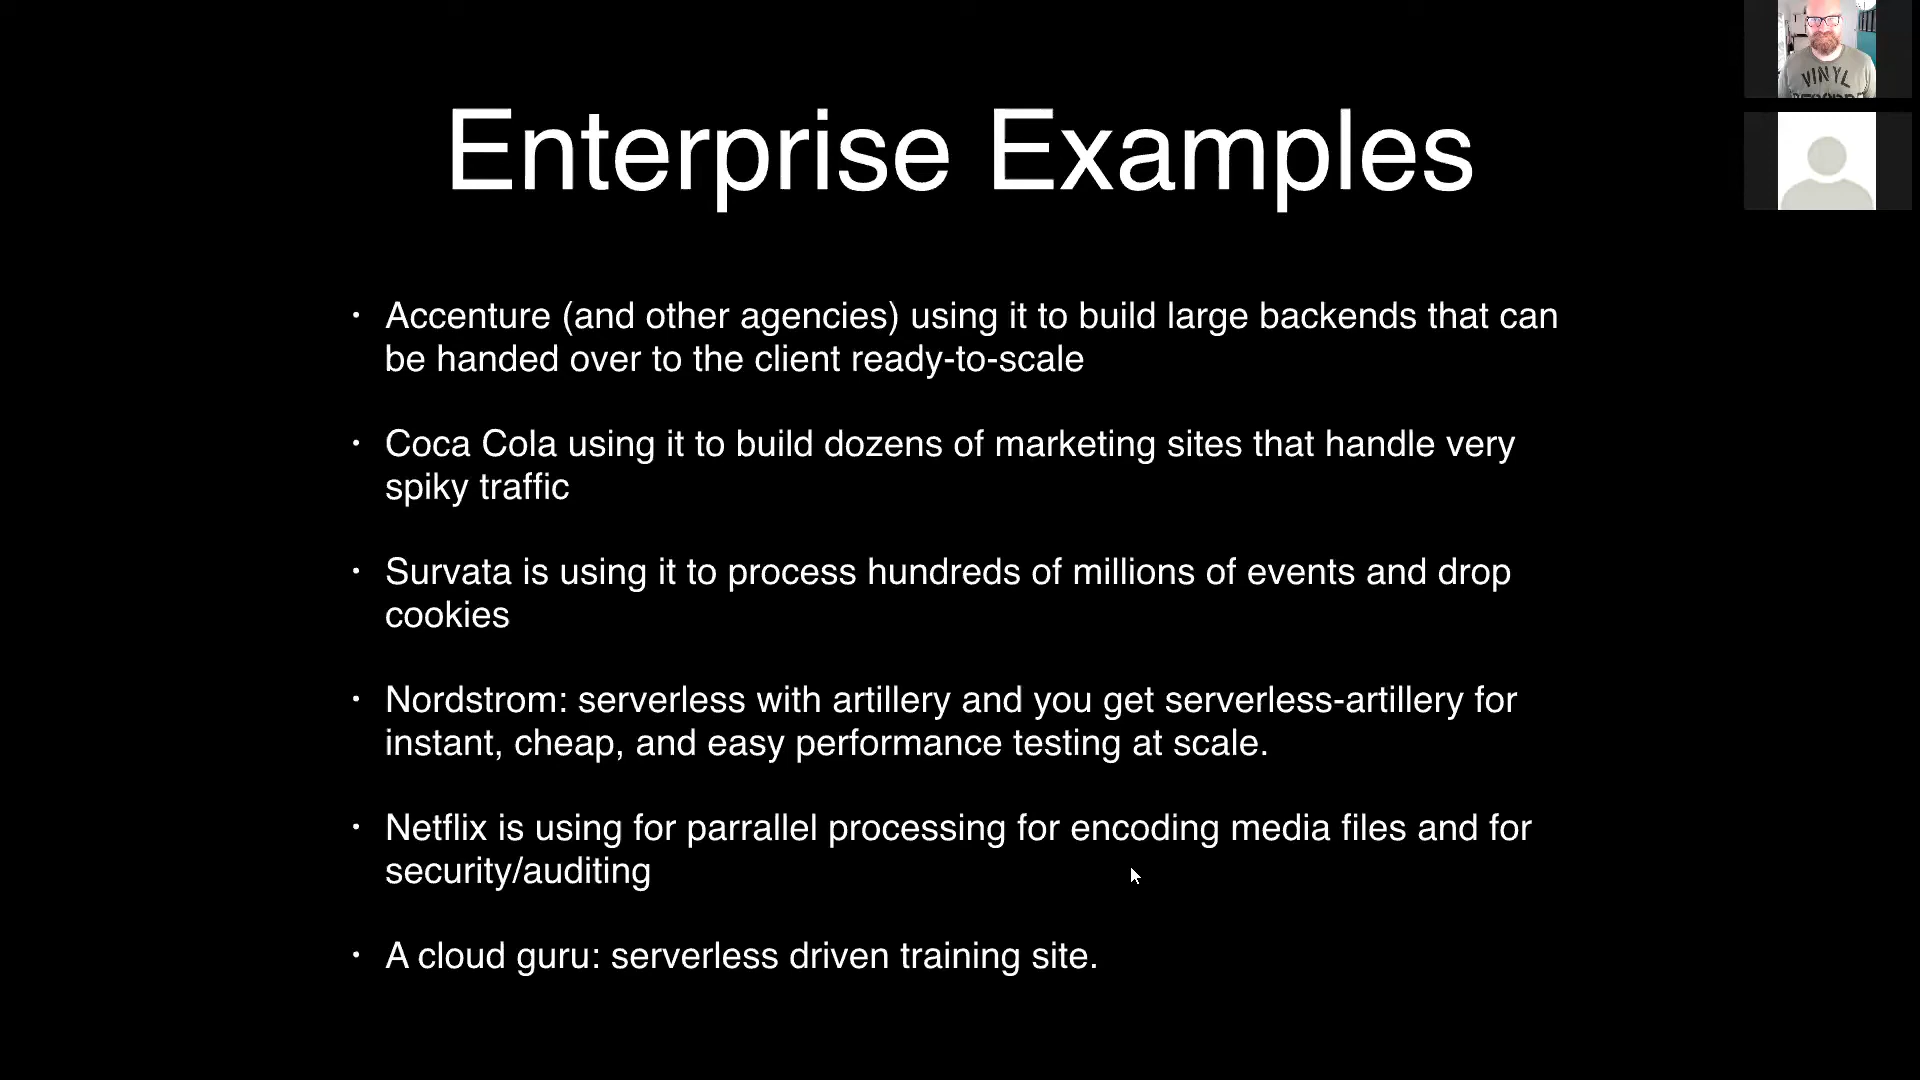 Enterprise Examples
• Accenture (and other agencies) using it to build large backends that can
be handed over to the client ready-to-scale
• Coca Cola using it to build dozens of marketing sites that handle very
spiky traffic
• Survata is using it to process hundreds of millions of events and drop
cookies
• Nordstrom: serverless with artillery and you get serverless-artillery for
instant, cheap, and easy performance testing at scale.
• Netflix is using for parrallel processing for encoding media files and for
security/auditing
• A cloud guru: serverless driven training site.
VINYL